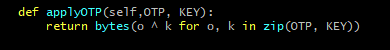 def applyOTP(self,OTP, KEY):
    return bytes(o ^ k for o, k in zip(OTP, KEY))